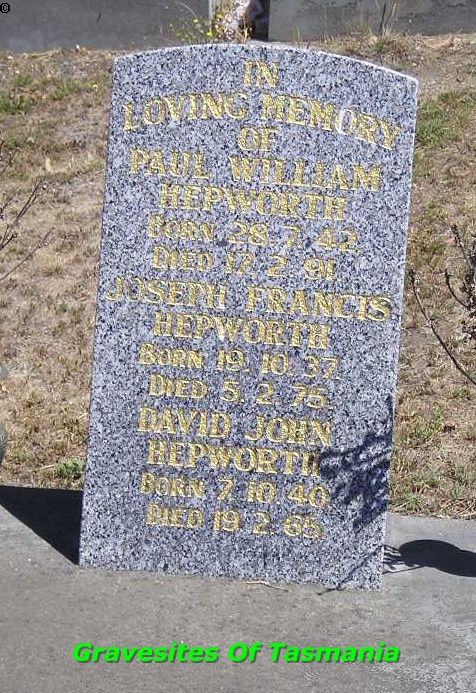 ©
IN
LOVING MEMORY
OF
PAUL WILLIAM
HEPWORTH
BORN 28.7.42.
DIED 17.2.91.
JOSEPH FRANCIS
HEPWORTH
BORN 19.10.37.
DIED 5.2.75.
DAVID JOHN
HEPWORTH
BORN 7.10.40.
DIED 19.2.65.
Gravesites Of Tasmania